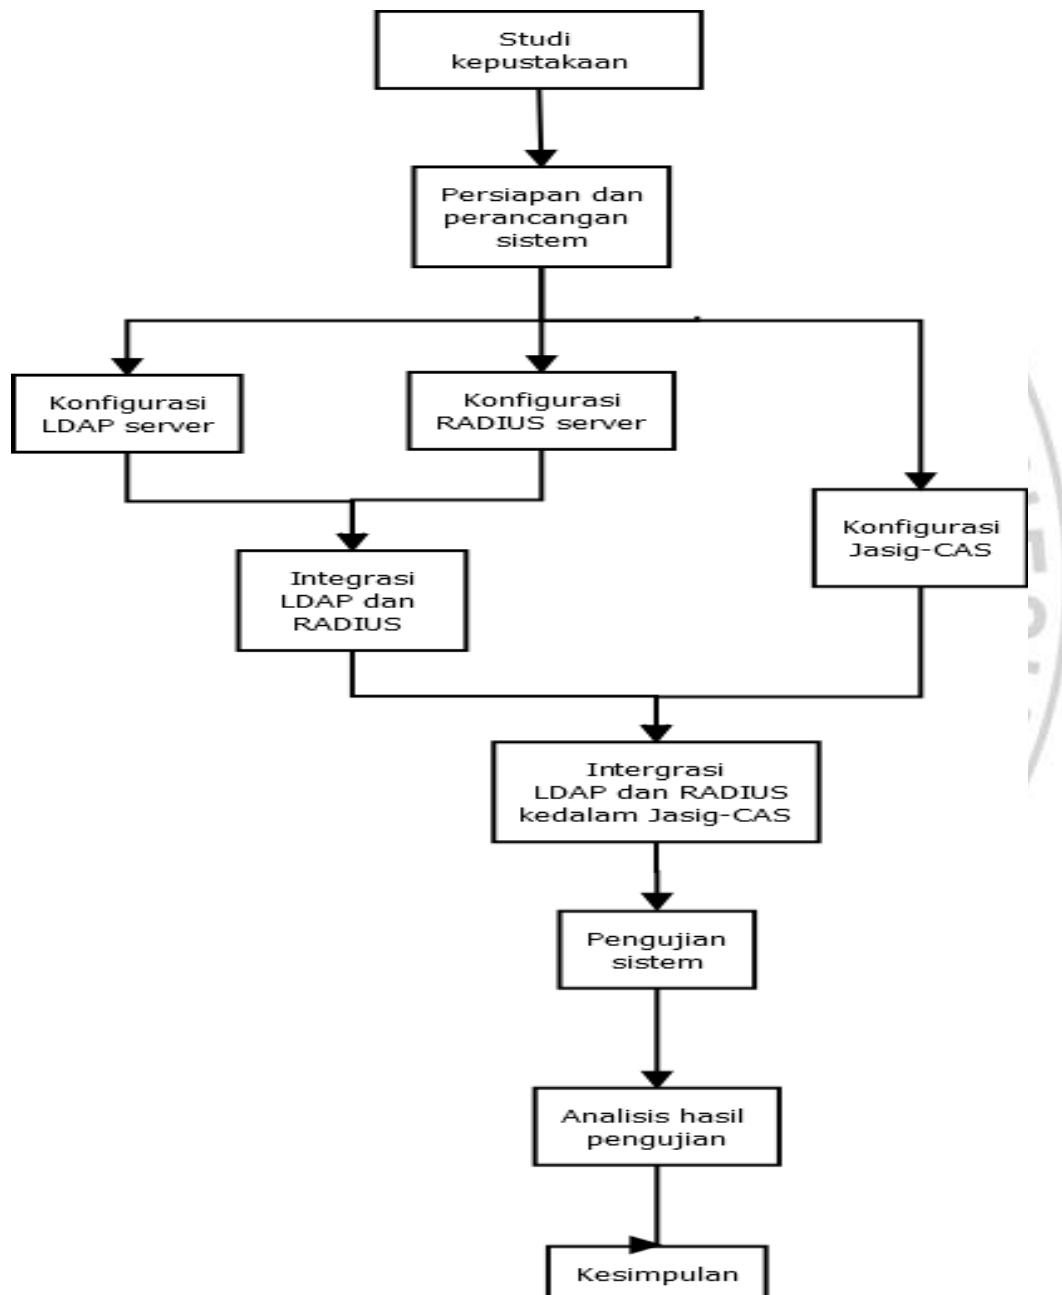 Studi
kepustakaan
Persiapan dan
perancangan
sistem
Konfigurasi
LDAP server
Konfigurasi
RADIUS server
Konfigurasi
Jasig-CAS
Integrasi
LDAP dan
RADIUS
Intergrasi
LDAP dan RADIUS
kedalam Jasig-CAS
Pengujian
sistem
Analisis hasil
pengujian
Kesimpulan